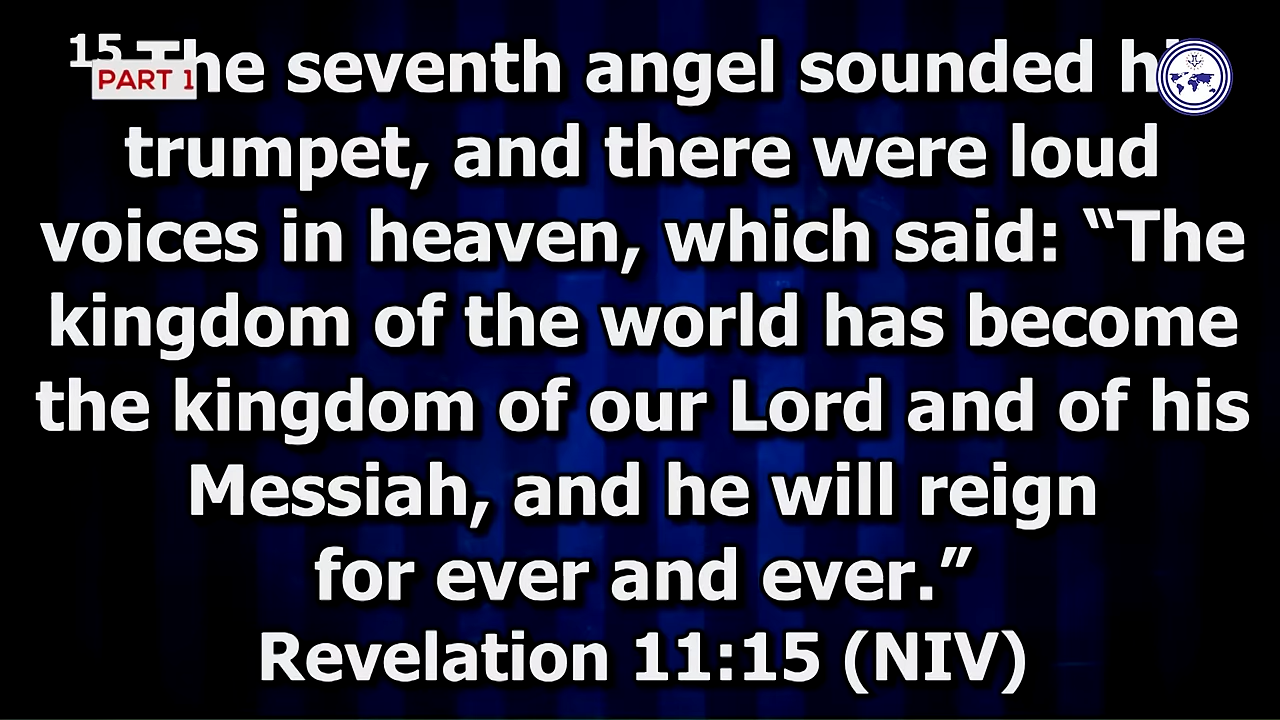 15 The seventh angel sounded
PART 1
trumpet, and there were loud
voices in heaven, which said: “The
kingdom of the world has become
the kingdom of our Lord and of his
Messiah, and he will reign
for ever and ever.”
Revelation 11:15 (NIV)